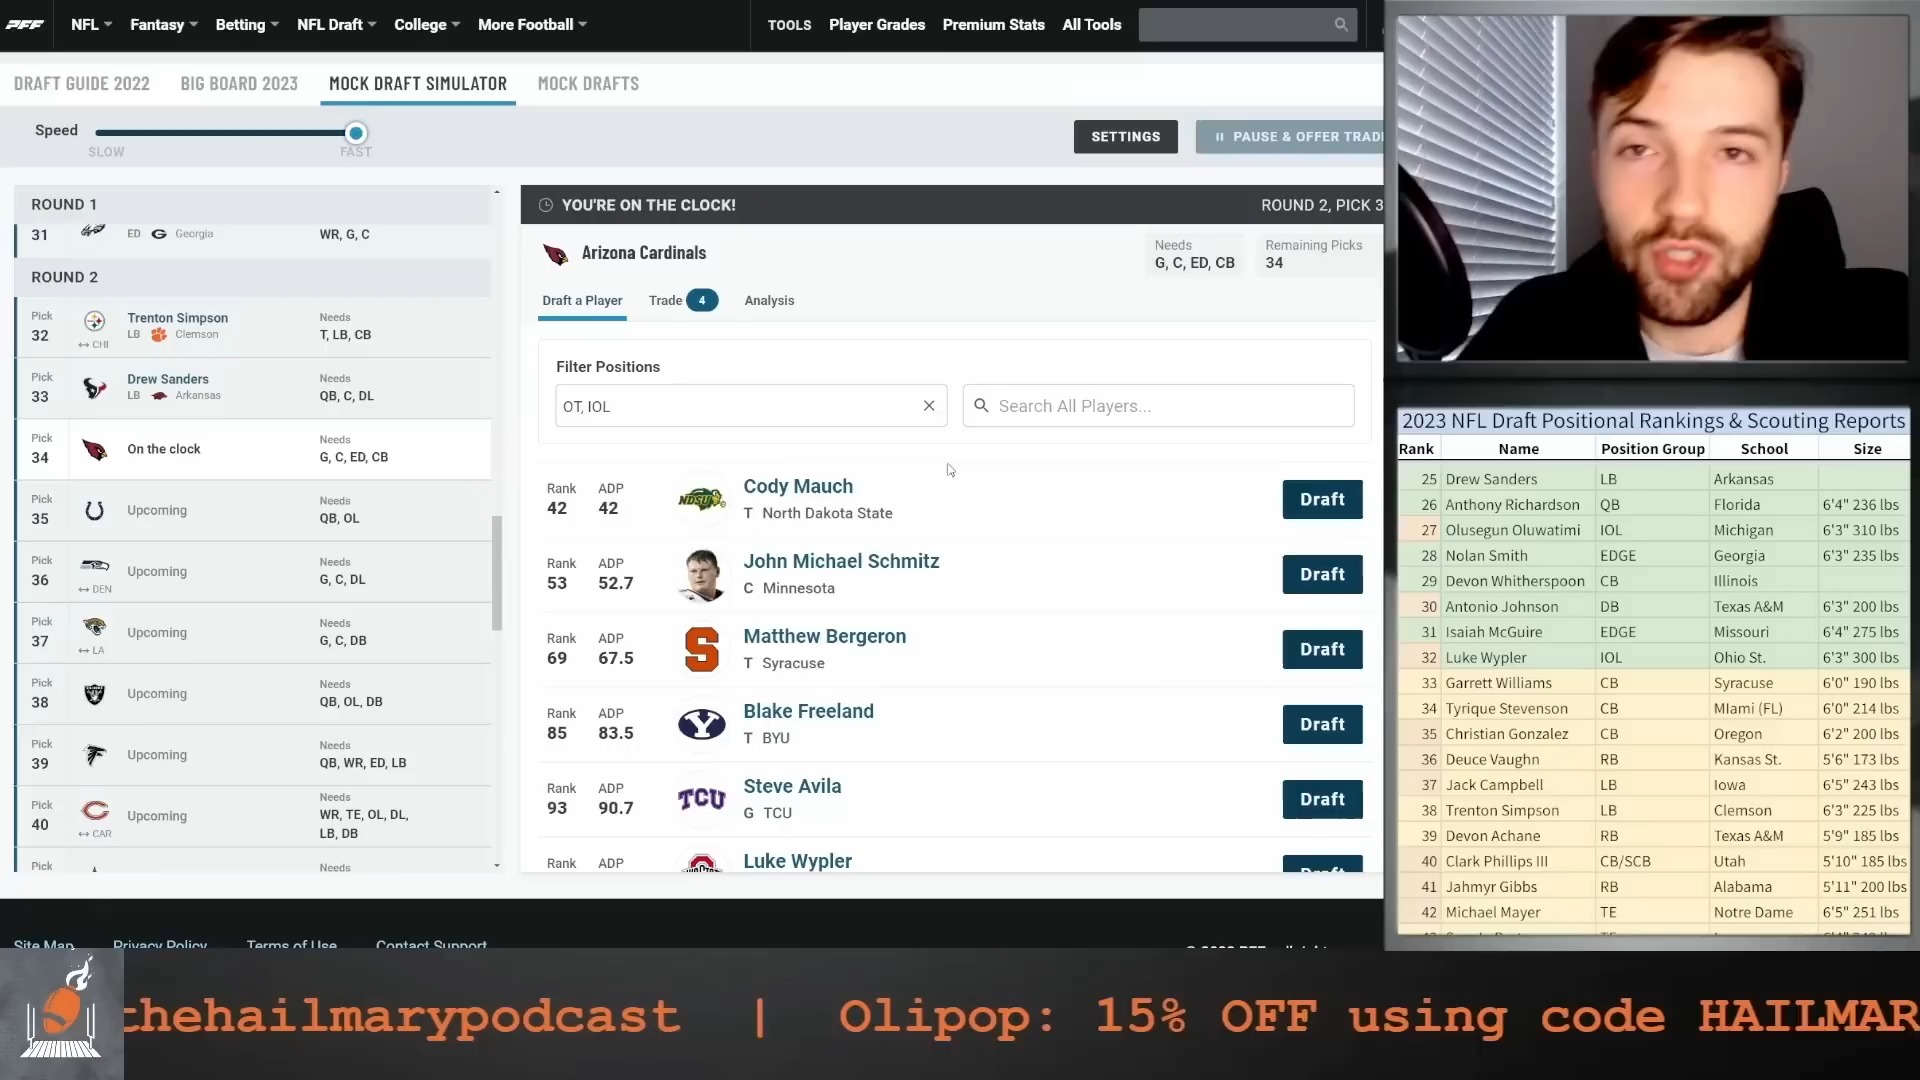 PFF
NFL
Fantasy
Betting
NFL Draft
College
More Football
TOOLS
Player Grades
Premium Stats
All Tools
DRAFT GUIDE 2022
BIG BOARD 2023
MOCK DRAFT SIMULATOR
MOCK DRAFTS
Speed
SLOW
FAST
SETTINGS
PAUSE & OFFER TRAD
ROUND 1
31
ED
Georgia
WR, G, C
ROUND 2
Pick
32
CHI
Trenton Simpson
LB Clemson
Needs
T, LB, CB
Pick
33
Drew Sanders
LB Arkansas
Needs
QB, C, DL
Pick
34
On the clock
Needs
G, C, ED, CB
Pick
35
Upcoming
Needs
QB, OL
Pick
36
DEN
Upcoming
Needs
G, C, DL
Pick
37
LA
Upcoming
Needs
G, C, DB
Pick
38
Upcoming
Needs
QB, OL, DB
Pick
39
Upcoming
Needs
QB, WR, ED, LB
Pick
40
CAR
Upcoming
Needs
WR, TE, OL, DL,
LB, DB
Pick
Needs
YOU'RE ON THE CLOCK!
ROUND 2, PICK 3
Arizona Cardinals
Needs
G, C, ED, CB
Remaining Picks
34
Draft a Player
Trade 4
Analysis
Filter Positions
OT, IOL
Search All Players...
Rank
42
ADP
42
NDSU
Cody Mauch
T North Dakota State
Draft
Rank
53
ADP
52.7
John Michael Schmitz
C Minnesota
Draft
Rank
69
ADP
67.5
S
Matthew Bergeron
T Syracuse
Draft
Rank
85
ADP
83.5
Y
Blake Freeland
T BYU
Draft
Rank
93
ADP
90.7
TCU
Steve Avila
G TCU
Draft
Rank
ADP
Luke Wypler
Draft
Site Map
Privacy Policy
Terms of Use
Contact Support
2023 NFL Draft Positional Rankings & Scouting Reports
Rank Name Position Group School Size
25 Drew Sanders LB Arkansas
26 Anthony Richardson QB Florida 6'4" 236 lbs
27 Olusegun Oluwatimi IOL Michigan 6'3" 310 lbs
28 Nolan Smith EDGE Georgia 6'3" 235 lbs
29 Devon Whitherspoon CB Illinois
30 Antonio Johnson DB Texas A&M 6'3" 200 lbs
31 Isaiah McGuire EDGE Missouri 6'4" 275 lbs
32 Luke Wypler IOL Ohio St. 6'3" 300 lbs
33 Garrett Williams CB Syracuse 6'0" 190 lbs
34 Tyrique Stevenson CB MIami (FL) 6'0" 214 lbs
35 Christian Gonzalez CB Oregon 6'2" 200 lbs
36 Deuce Vaughn RB Kansas St. 5'6" 173 lbs
37 Jack Campbell LB Iowa 6'5" 243 lbs
38 Trenton Simpson LB Clemson 6'3" 225 lbs
39 Devon Achane RB Texas A&M 5'9" 185 lbs
40 Clark Phillips III CB/SCB Utah 5'10" 185 lbs
41 Jahmyr Gibbs RB Alabama 5'11" 200 lbs
42 Michael Mayer TE Notre Dame 6'5" 251 lbs
thehailmarypodcast | Olipop: 15% OFF using code HAILMAR